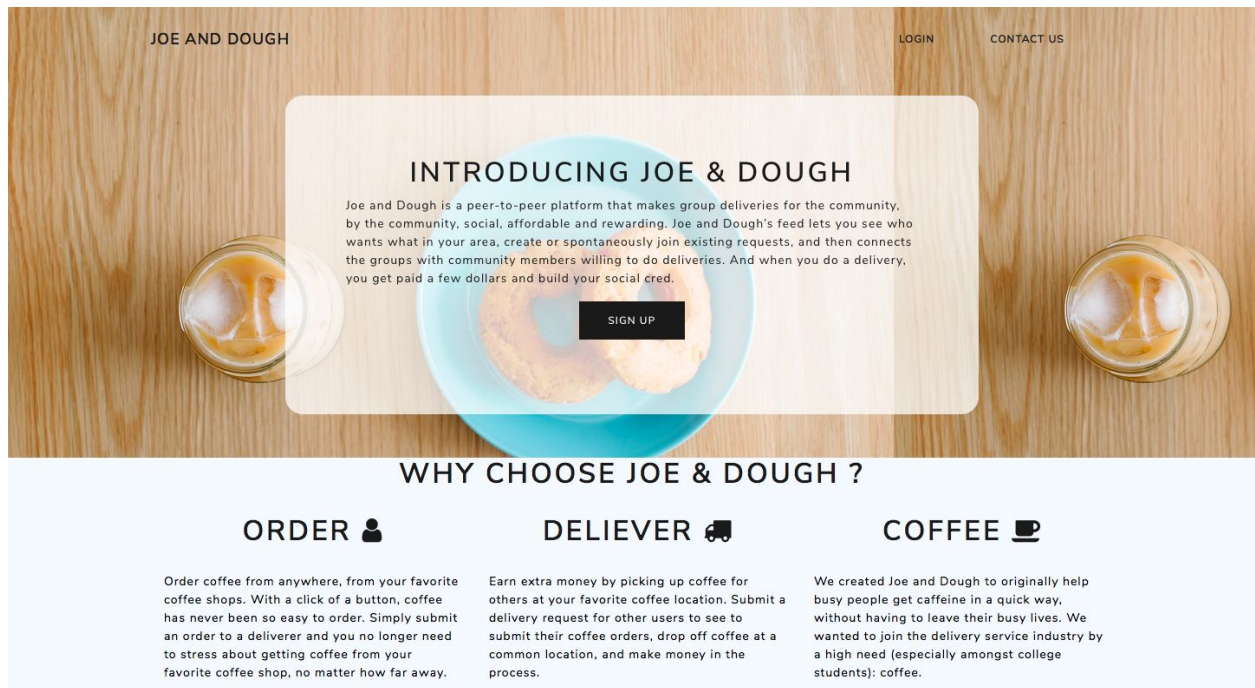 JOE AND DOUGH
LOGIN
CONTACT US
INTRODUCING JOE & DOUGH
Joe and Dough is a peer-to-peer platform that makes group deliveries for the community,
by the community, social, affordable and rewarding. Joe and Dough's feed lets you see who
wants what in your area, create or spontaneously join existing requests, and then connects
the groups with community members willing to do deliveries. And when you do a delivery,
you get paid a few dollars and build your social cred.
SIGN UP
WHY CHOOSE JOE & DOUGH ?
ORDER
Order coffee from anywhere, from your favorite
coffee shops. With a click of a button, coffee
has never been so easy to order. Simply submit
an order to a deliverer and you no longer need
to stress about getting coffee from your
favorite coffee shop, no matter how far away.
DELIEVER
Earn extra money by picking up coffee for
others at your favorite coffee location. Submit a
delivery request for other users to see to
submit their coffee orders, drop off coffee at a
common location, and make money in the
process.
COFFEE
We created Joe and Dough to originally help
busy people get caffeine in a quick way,
without having to leave their busy lives. We
wanted to join the delivery service industry by
a high need (especially amongst college
students): coffee.